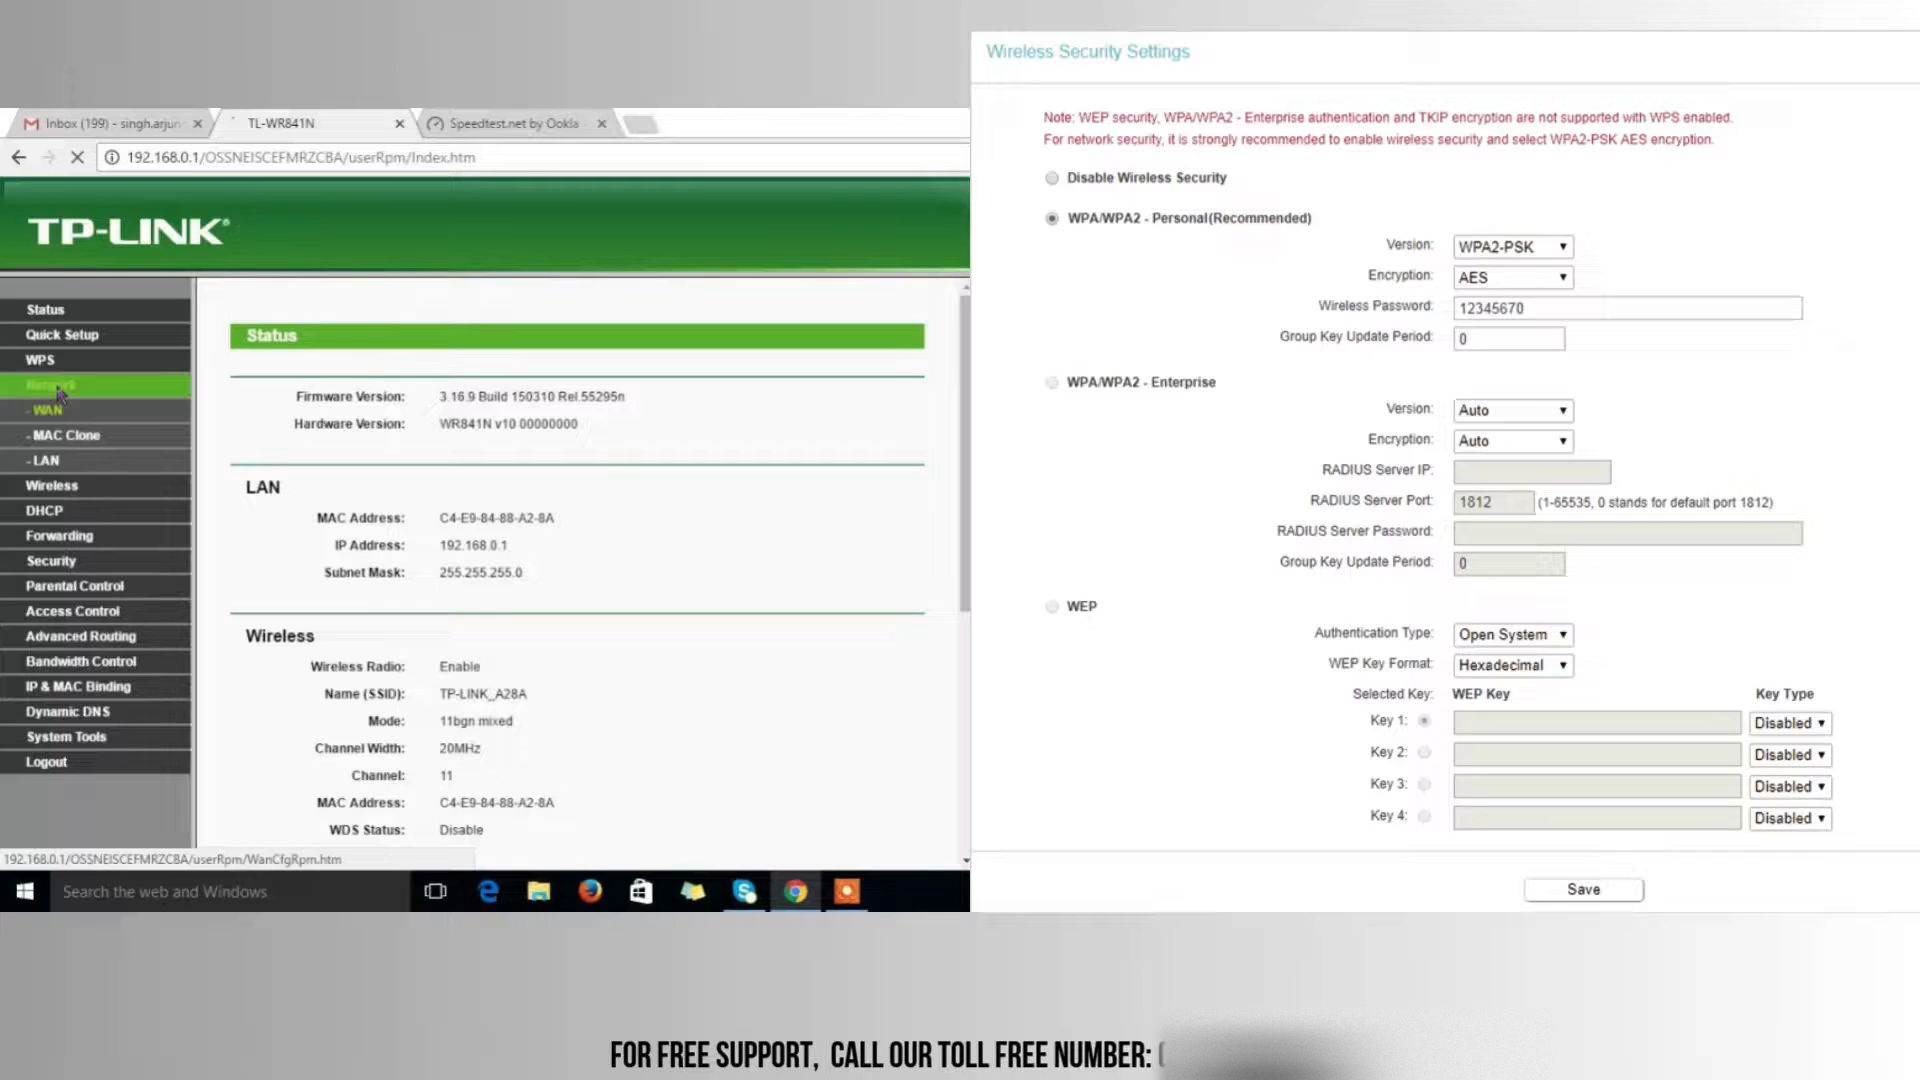 Inbox (199) - singh.arjun
TL-WR841N
Speedtest.net by Ookla
192.168.0.1/OSSNEISCEFMRZCBA/userRpm/Index.htm
TP-LINK®
Status
Quick Setup
WPS
Network
- WAN
- MAC Clone
- LAN
Wireless
DHCP
Forwarding
Security
Parental Control
Access Control
Advanced Routing
Bandwidth Control
IP & MAC Binding
Dynamic DNS
System Tools
Logout
Status
Firmware Version: 3.16.9 Build 150310 Rel.55295n
Hardware Version: WR841N v10 00000000
LAN
MAC Address: C4-E9-84-88-A2-8A
IP Address: 192.168.0.1
Subnet Mask: 255.255.255.0
Wireless
Wireless Radio: Enable
Name (SSID): TP-LINK_A28A
Mode: 11bgn mixed
Channel Width: 20MHz
Channel: 11
MAC Address: C4-E9-84-88-A2-8A
WDS Status: Disable
192.168.0.1/OSSNEISCEFMRZCBA/userRpm/WanCfgRpm.htm
Search the web and Windows
Wireless Security Settings
Note: WEP security, WPA/WPA2 - Enterprise authentication and TKIP encryption are not supported with WPS enabled.
For network security, it is strongly recommended to enable wireless security and select WPA2-PSK AES encryption.
Disable Wireless Security
WPA/WPA2 - Personal(Recommended)
Version: WPA2-PSK
Encryption: AES
Wireless Password: 12345670
Group Key Update Period: 0
WPA/WPA2 - Enterprise
Version: Auto
Encryption: Auto
RADIUS Server IP:
RADIUS Server Port: 1812 (1-65535, 0 stands for default port 1812)
RADIUS Server Password:
Group Key Update Period: 0
WEP
Authentication Type: Open System
WEP Key Format: Hexadecimal
Selected Key: WEP Key Key Type
Key 1: Disabled
Key 2: Disabled
Key 3: Disabled
Key 4: Disabled
Save
FOR FREE SUPPORT, CALL OUR TOLL FREE NUMBER: